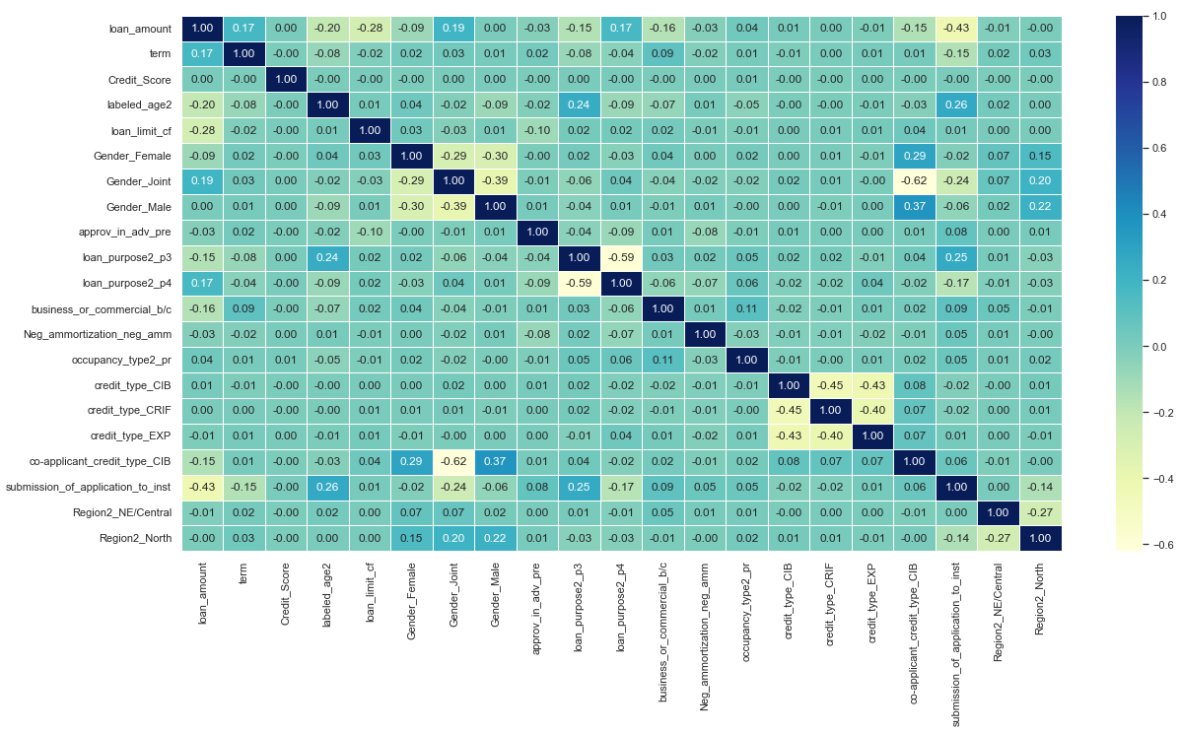 loan_amount 1.00 0.17 0.00 -0.20 -0.28 -0.09 0.19 0.00 -0.03 -0.15 0.17 -0.16 -0.03 0.04 0.01 0.00 -0.01 -0.15 -0.43 -0.01 -0.00
term 0.17 1.00 -0.00 -0.08 -0.02 0.02 0.03 0.01 0.02 -0.08 -0.04 0.09 -0.02 0.01 -0.01 0.00 0.01 0.01 -0.15 0.02 0.03
Credit_Score 0.00 -0.00 1.00 -0.00 -0.00 -0.00 0.00 -0.00 -0.00 0.00 -0.00 -0.00 0.00 0.01 -0.00 -0.00 0.00 -0.00 -0.00 -0.00 -0.00
labeled_age2 -0.20 -0.08 -0.00 1.00 0.01 0.04 -0.02 -0.09 -0.02 0.24 -0.09 -0.07 0.01 -0.05 -0.00 -0.00 -0.01 -0.03 0.26 0.02 0.00
loan_limit_cf -0.28 -0.02 -0.00 0.01 1.00 0.03 -0.03 0.01 -0.10 0.02 0.02 0.02 -0.01 -0.01 0.00 0.01 0.01 0.04 0.01 0.00 0.00
Gender_Female -0.09 0.02 -0.00 0.04 0.03 1.00 -0.29 -0.30 -0.00 0.02 -0.03 0.04 0.00 0.02 0.00 0.01 -0.01 0.29 -0.02 0.07 0.15
Gender_Joint 0.19 0.03 0.00 -0.02 -0.03 -0.29 1.00 -0.39 -0.01 -0.06 0.04 -0.04 -0.02 -0.02 0.02 0.01 -0.00 -0.62 -0.24 0.07 0.20
Gender_Male 0.00 0.01 -0.00 -0.09 0.01 -0.30 -0.39 1.00 0.01 -0.04 0.01 -0.01 0.01 -0.00 0.00 -0.01 0.00 0.37 -0.06 0.02 0.22
approv_in_adv_pre -0.03 0.02 -0.00 -0.02 -0.10 -0.00 -0.01 0.01 1.00 -0.04 -0.09 0.01 -0.08 -0.01 0.01 0.00 0.00 0.01 0.08 0.00 0.01
loan_purpose2_p3 -0.15 -0.08 0.00 0.24 0.02 0.02 -0.06 -0.04 -0.04 1.00 -0.59 0.03 0.02 0.05 0.02 0.02 -0.01 0.04 0.25 0.01 -0.03
loan_purpose2_p4 0.17 -0.04 -0.00 -0.09 0.02 -0.03 0.04 0.01 -0.09 -0.59 1.00 -0.06 -0.07 0.06 -0.02 -0.02 0.04 -0.02 -0.17 -0.01 -0.03
business_or_commercial_b/c -0.16 0.09 -0.00 -0.07 0.02 0.04 -0.04 -0.01 0.01 0.03 -0.06 1.00 0.01 0.11 -0.02 -0.01 0.01 0.02 0.09 0.05 -0.01
Neg_ammortization_neg_amm -0.03 -0.02 0.00 0.01 -0.01 0.00 -0.02 0.01 -0.08 0.02 -0.07 0.01 1.00 -0.03 -0.01 -0.01 -0.02 -0.01 0.05 0.01 -0.00
occupancy_type2_pr 0.04 0.01 0.01 -0.05 -0.01 0.02 -0.02 -0.00 -0.01 0.05 0.06 0.11 -0.03 1.00 -0.01 -0.00 0.01 0.02 0.05 0.01 0.02
credit_type_CIB 0.01 -0.01 -0.00 -0.00 0.00 0.00 0.02 0.00 0.01 0.02 -0.02 -0.02 -0.01 -0.01 1.00 -0.45 -0.43 0.08 -0.02 -0.00 0.01
credit_type_CRIF 0.00 0.00 -0.00 -0.00 0.01 0.01 0.01 -0.01 0.00 0.02 -0.02 -0.01 -0.01 -0.00 -0.45 1.00 -0.40 0.07 -0.02 0.00 0.01
credit_type_EXP -0.01 0.01 0.00 -0.01 0.01 -0.01 -0.00 0.00 0.00 -0.01 0.04 0.01 -0.02 0.01 -0.43 -0.40 1.00 0.07 0.01 0.00 -0.01
co-applicant_credit_type_CIB -0.15 0.01 -0.00 -0.03 0.04 0.29 -0.62 0.37 0.01 0.04 -0.02 0.02 -0.01 0.02 0.08 0.07 0.07 1.00 0.06 -0.01 -0.00
submission_of_application_to_inst -0.43 -0.15 -0.00 0.26 0.01 -0.02 -0.24 -0.06 0.08 0.25 -0.17 0.09 0.05 0.05 -0.02 -0.02 0.01 0.06 1.00 0.00 -0.14
Region2_NE/Central -0.01 0.02 -0.00 0.02 0.00 0.07 0.07 0.02 0.00 0.01 -0.01 0.05 0.01 0.01 -0.00 0.00 0.00 -0.01 0.00 1.00 -0.27
Region2_North -0.00 0.03 -0.00 0.00 0.00 0.15 0.20 0.22 0.01 -0.03 -0.03 -0.01 -0.00 0.02 0.01 0.01 -0.01 -0.00 -0.14 -0.27 1.00
loan_amount
term
Credit_Score
labeled_age2
loan_limit_cf
Gender_Female
Gender_Joint
Gender_Male
approv_in_adv_pre
loan_purpose2_p3
loan_purpose2_p4
business_or_commercial_b/c
Neg_ammortization_neg_amm
occupancy_type2_pr
credit_type_CIB
credit_type_CRIF
credit_type_EXP
co-applicant_credit_type_CIB
submission_of_application_to_inst
Region2_NE/Central
Region2_North
1.0
0.8
0.6
0.4
0.2
0.0
-0.2
-0.4
-0.6